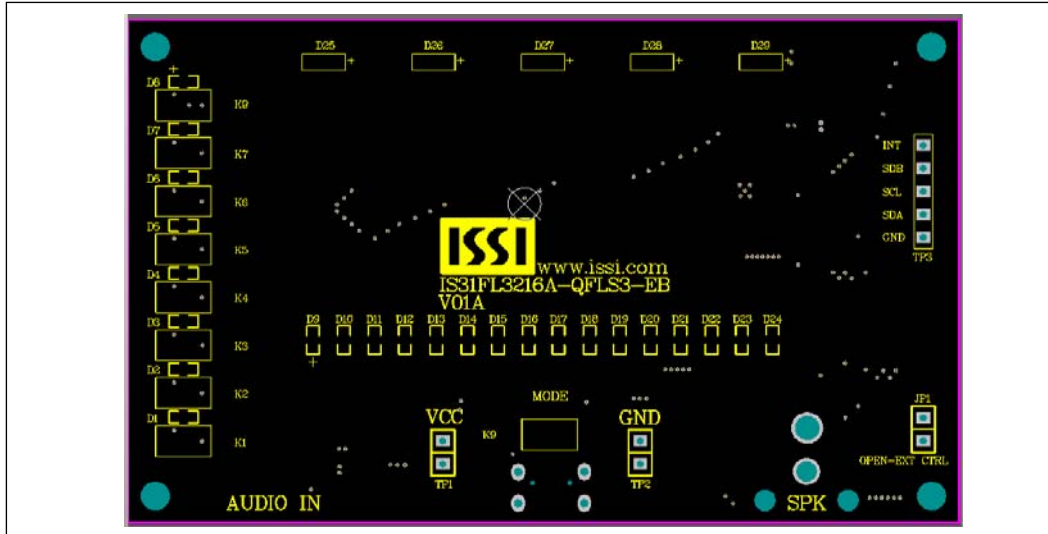 D25 D26 D27 D28 D29
D8
K9
D7
K7
D6
K6
D5
K5
D4
K4
D3
K3
D2
K2
D1
K1
INT
SDB
SCL
SDA
GND
TP3
ISSI
www.issi.com
IS31FL3216A-QFLS3-EB
V01A
D9 D10 D11 D12 D13 D14 D15 D16 D17 D18 D19 D20 D21 D22 D23 D24
MODE
VCC
K9
GND
TP1
TP2
JP1
OPEN=EXT CTRL
AUDIO IN
SPK